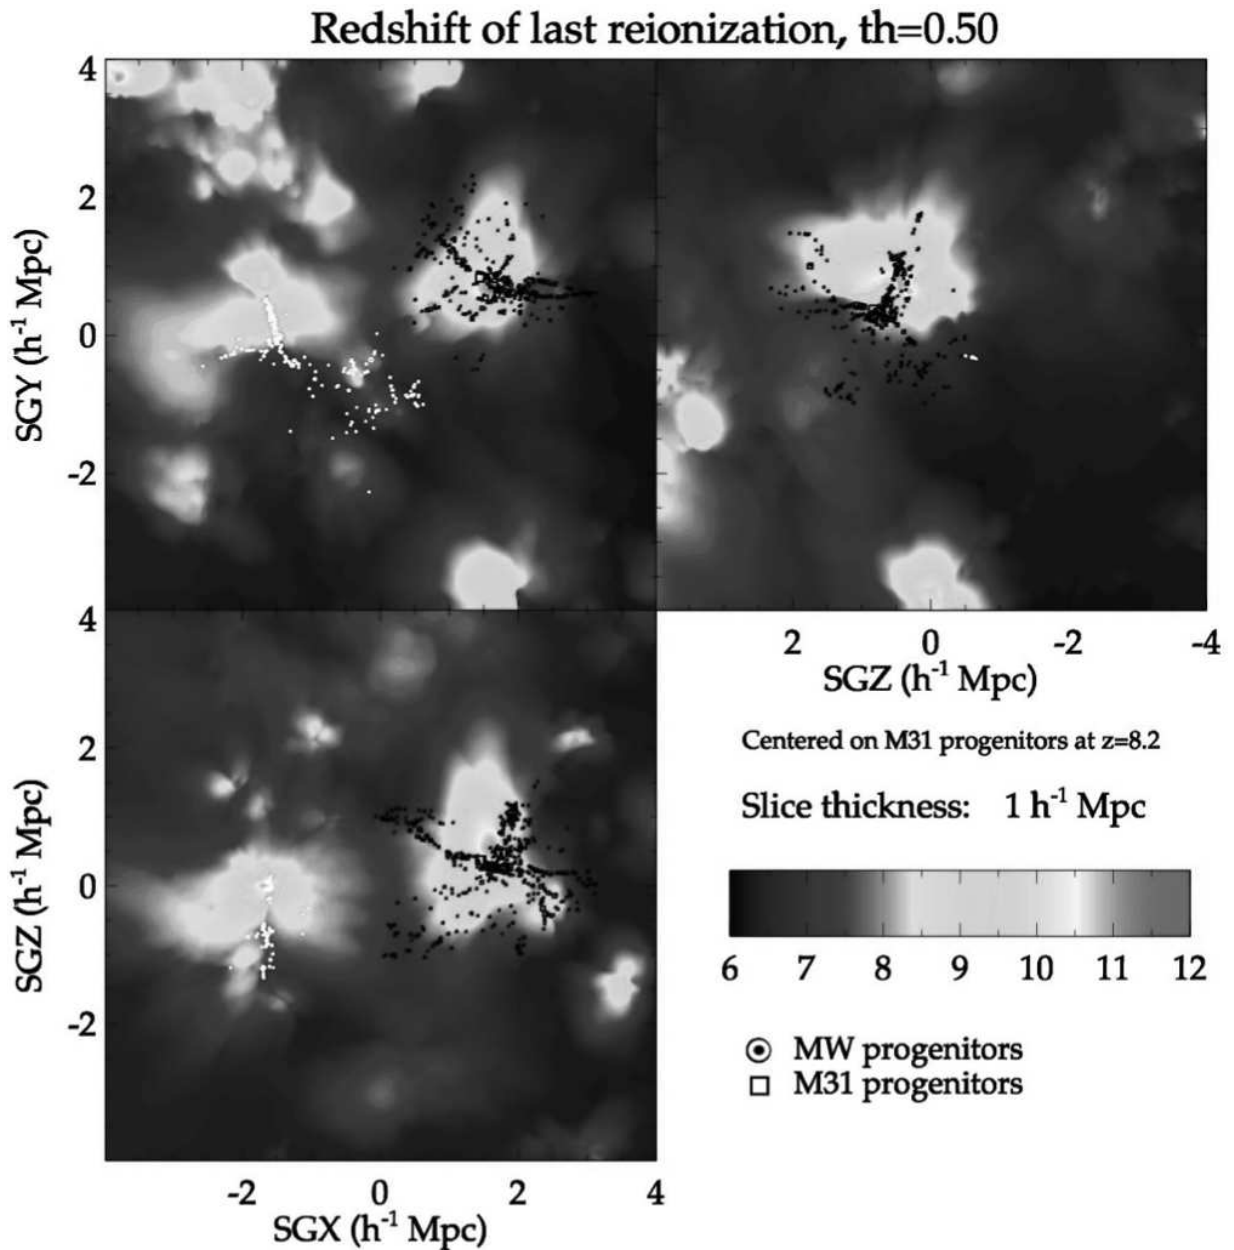 Redshift of last reionization, th=0.50
4
2
0
-2
SGY (h⁻¹ Mpc)
2 0 -2 -4
SGZ (h⁻¹ Mpc)
4
2
0
-2
SGZ (h⁻¹ Mpc)
-2 0 2 4
SGX (h⁻¹ Mpc)
Centered on M31 progenitors at z=8.2
Slice thickness: 1 h⁻¹ Mpc
6 7 8 9 10 11 12
MW progenitors
M31 progenitors